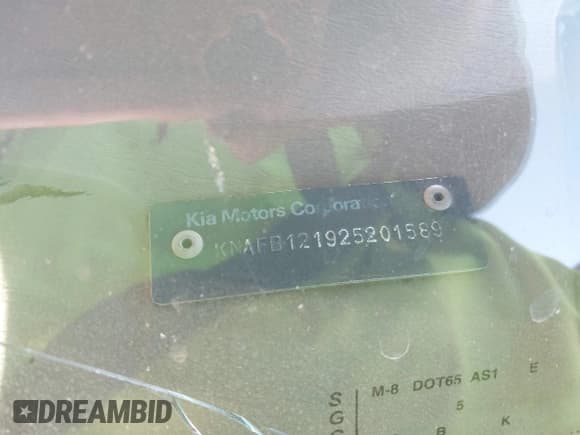 Kia Motors Corporation
KNAFB121925201589
M-8 DOT65 AS1 E
S
5
G
B K
DREAMBID